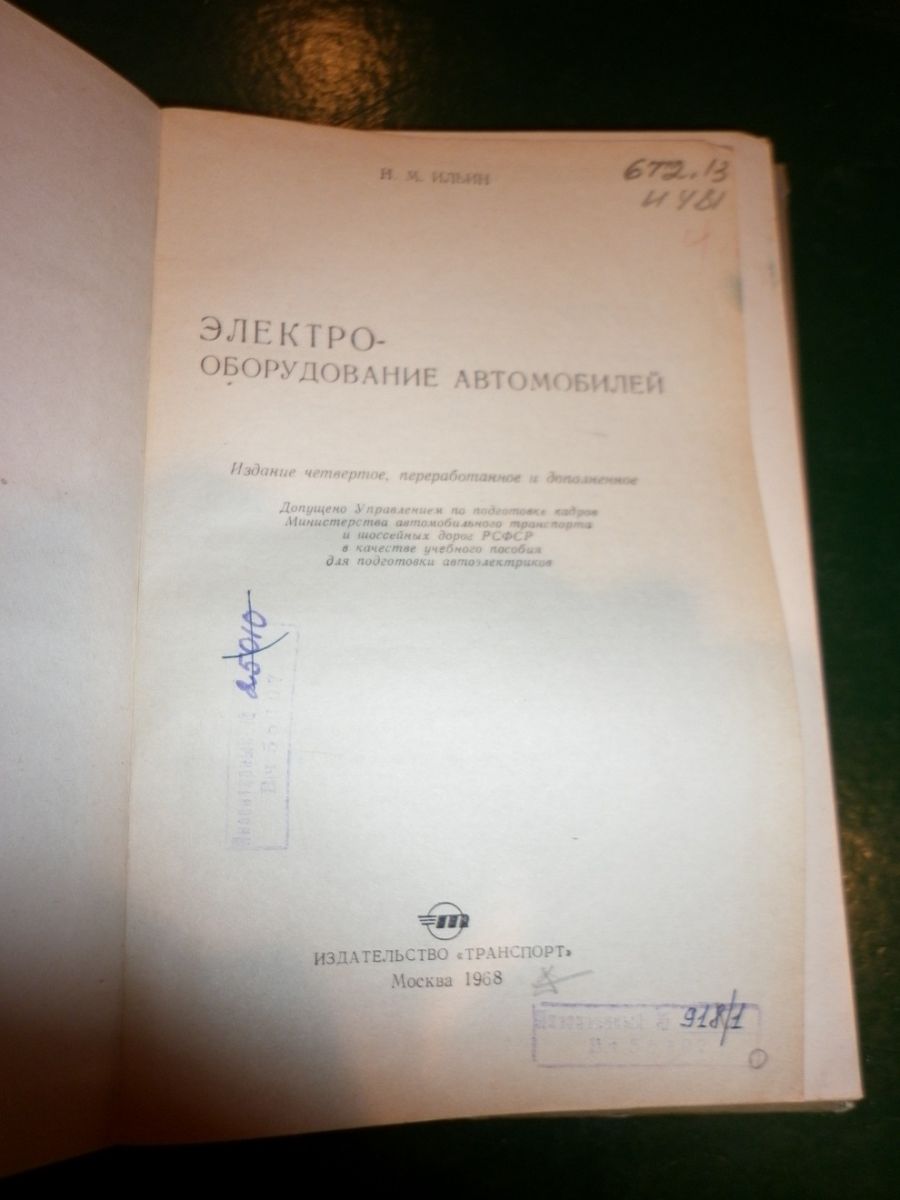 Н. М. ИЛЬИН
672.13
И 481
ЭЛЕКТРО-
ОБОРУДОВАНИЕ АВТОМОБИЛЕЙ
Издание четвертое, переработанное и дополненное
Допущено Управлением по подготовке кадров
Министерства автомобильного транспорта
и шоссейных дорог РСФСР
в качестве учебного пособия
для подготовки автоэлектриков
25010
ИЗДАТЕЛЬСТВО «ТРАНСПОРТ»
Москва 1968
918/1